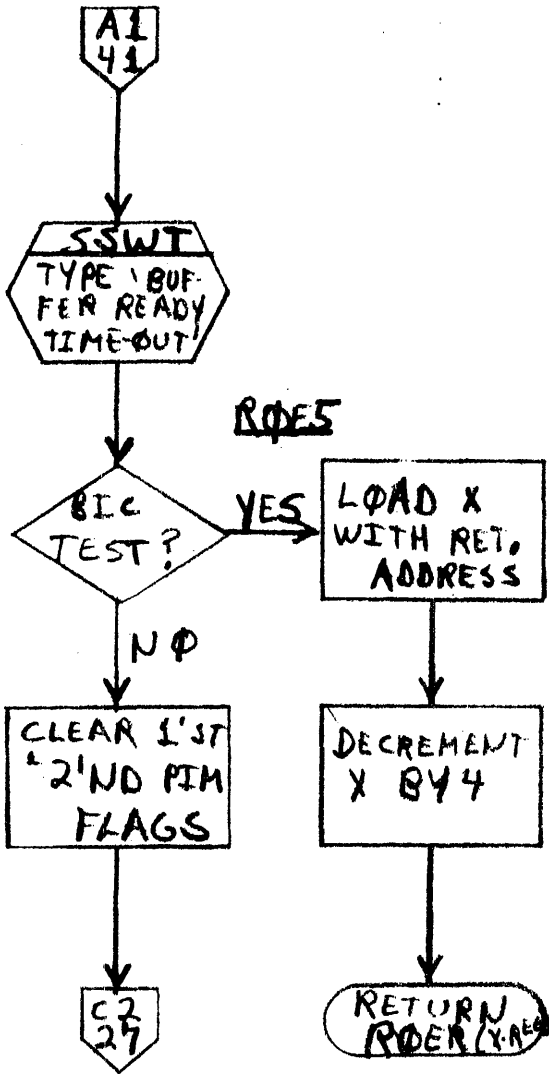 A1
41
SSWT
TYPE 'BUF-
FER READY
TIME-ØUT'
RØE5
BIC
TEST?
YES
LØAD X
WITH RET.
ADDRESS
NØ
CLEAR 1'ST
& 2'ND PIM
FLAGS
DECREMENT
X BY 4
C2
27
RETURN
RØER (X-REG)